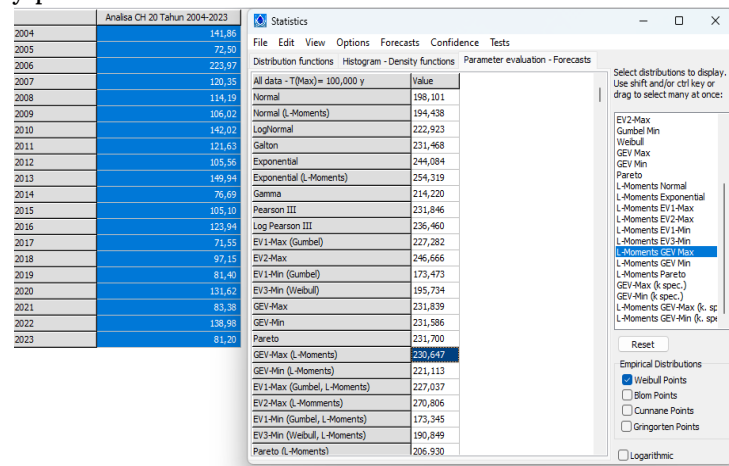 Analisa CH 20 Tahun 2004-2023
2004 141,86
2005 72,50
2006 223,97
2007 120,35
2008 114,19
2009 106,02
2010 142,02
2011 121,63
2012 105,56
2013 149,94
2014 76,69
2015 105,10
2016 123,94
2017 71,55
2018 97,15
2019 81,40
2020 131,62
2021 83,38
2022 138,98
2023 81,20
Statistics
File Edit View Options Forecasts Confidence Tests
Distribution functions Histogram - Density functions Parameter evaluation - Forecasts
All data - T(Max)= 100,000 y Value
Normal 198,101
Normal (L-Moments) 194,438
LogNormal 222,923
Galton 231,468
Exponential 244,084
Exponential (L-Moments) 254,319
Gamma 214,220
Pearson III 231,846
Log Pearson III 236,460
EV1-Max (Gumbel) 227,282
EV2-Max 246,666
EV1-Min (Gumbel) 173,473
EV3-Min (Weibull) 195,734
GEV-Max 231,839
GEV-Min 231,586
Pareto 231,700
GEV-Max (L-Moments) 230,647
GEV-Min (L-Moments) 221,113
EV1-Max (Gumbel, L-Moments) 227,037
EV2-Max (L-Momments) 270,806
EV1-Min (Gumbel, L-Moments) 173,345
EV3-Min (Weibull, L-Moments) 190,849
Pareto (L-Moments) 206,930
Select distributions to display.
Use shift and/or ctrl key or
drag to select many at once:
EV2-Max
Gumbel Min
Weibull
GEV Max
GEV Min
Pareto
L-Moments Normal
L-Moments Exponential
L-Moments EV1-Max
L-Moments EV2-Max
L-Moments EV1-Min
L-Moments EV3-Min
L-Moments GEV Max
L-Moments GEV Min
L-Moments Pareto
GEV-Max (k spec.)
GEV-Min (k spec.)
L-Moments GEV-Max (k. sp
L-Moments GEV-Min (k. spe
Reset
Empirical Distributions
Weibull Points
Blom Points
Cunnane Points
Gringorten Points
Logarithmic